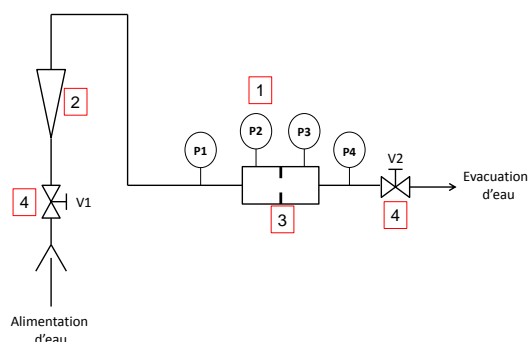 1
2
P1
P2
P3
P4
V2
4
V1
3
4
Evacuation
d'eau
Alimentation
d'eau